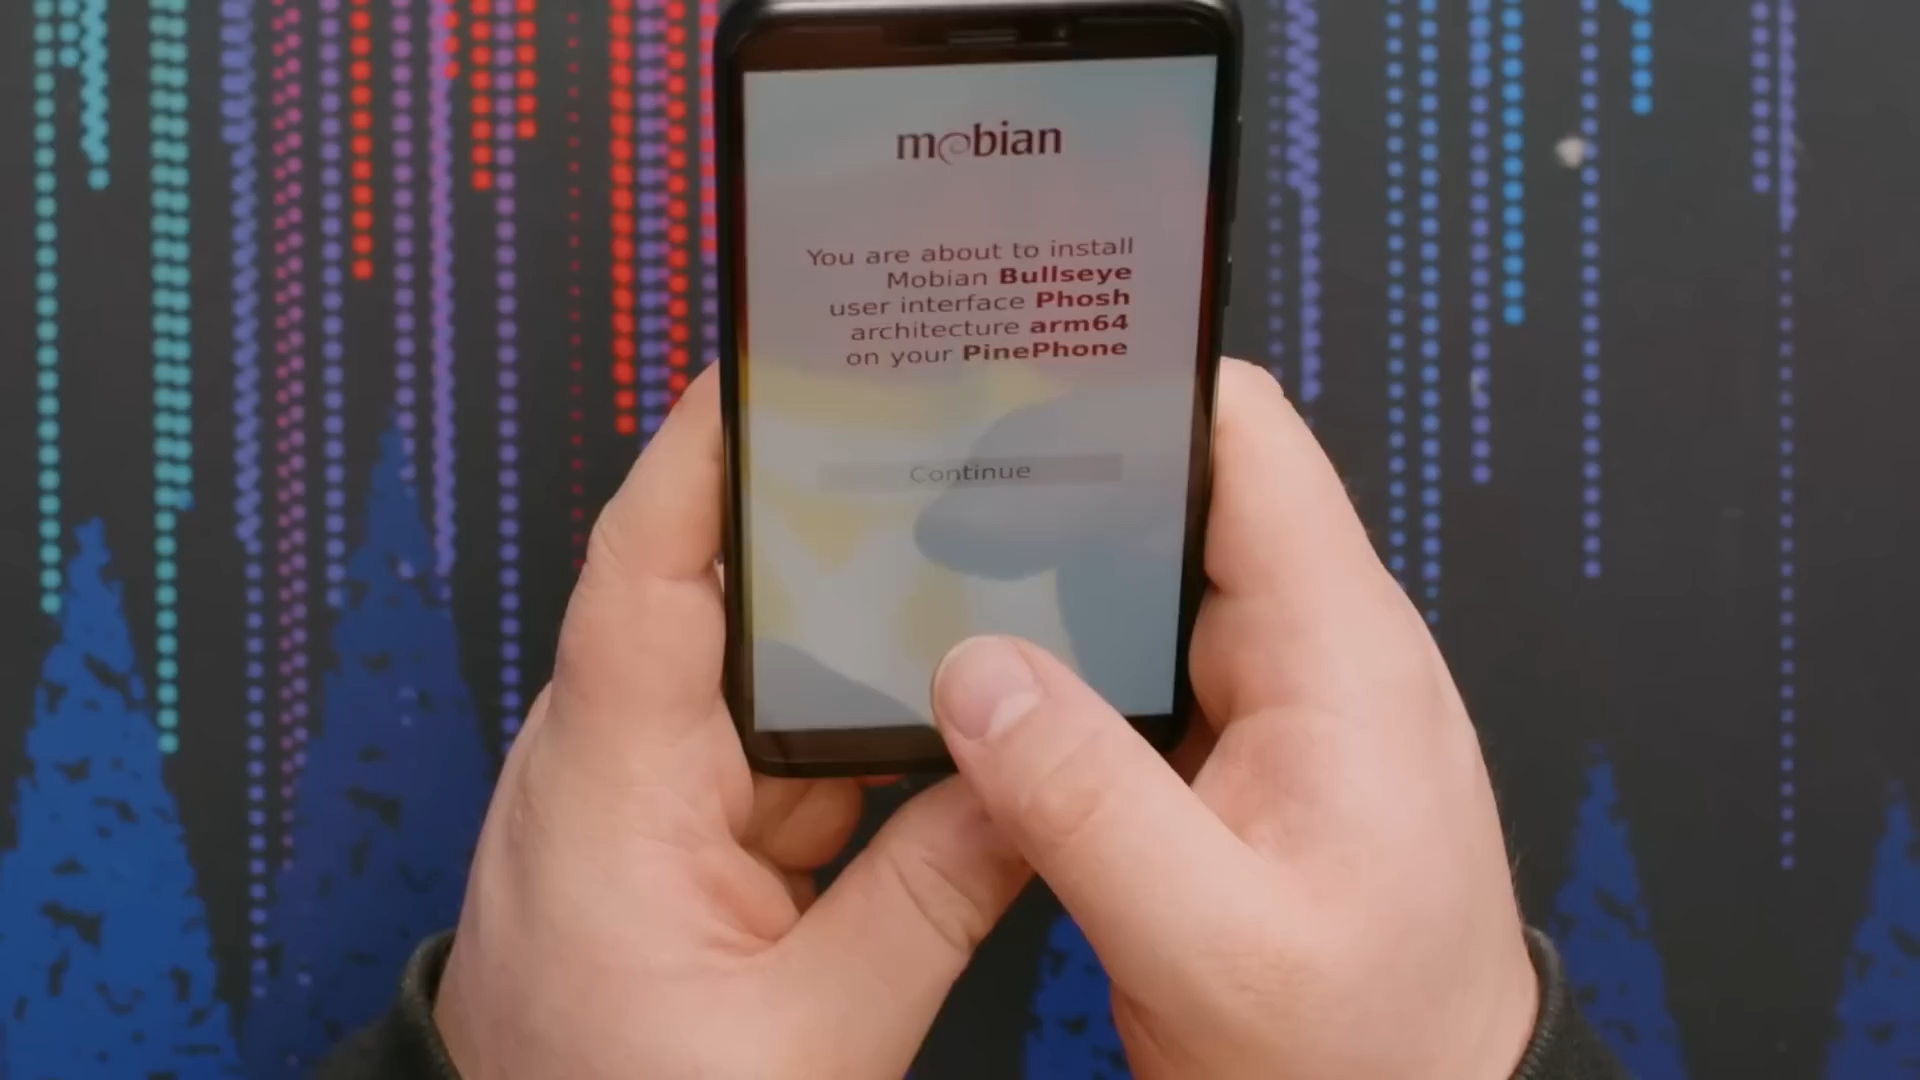 mobian
You are about to install
Mobian Bullseye
user interface Phosh
architecture arm64
on your PinePhone
Continue